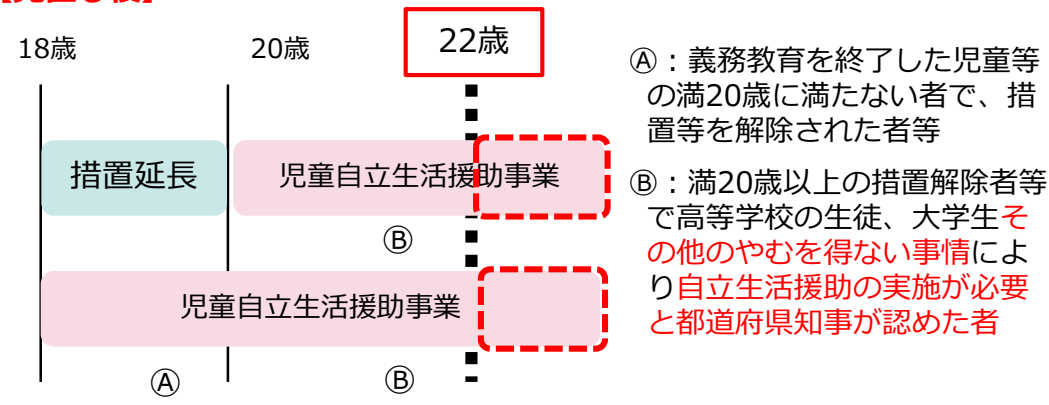 18歳
20歳
22歳
措置延長
児童自立生活援助事業
Ⓑ
児童自立生活援助事業
Ⓐ
Ⓑ
Ⓐ：義務教育を終了した児童等
の満20歳に満たない者で、措
置等を解除された者等
Ⓑ：満20歳以上の措置解除者等
で高等学校の生徒、大学生そ
の他のやむを得ない事情によ
り自立生活援助の実施が必要
と都道府県知事が認めた者